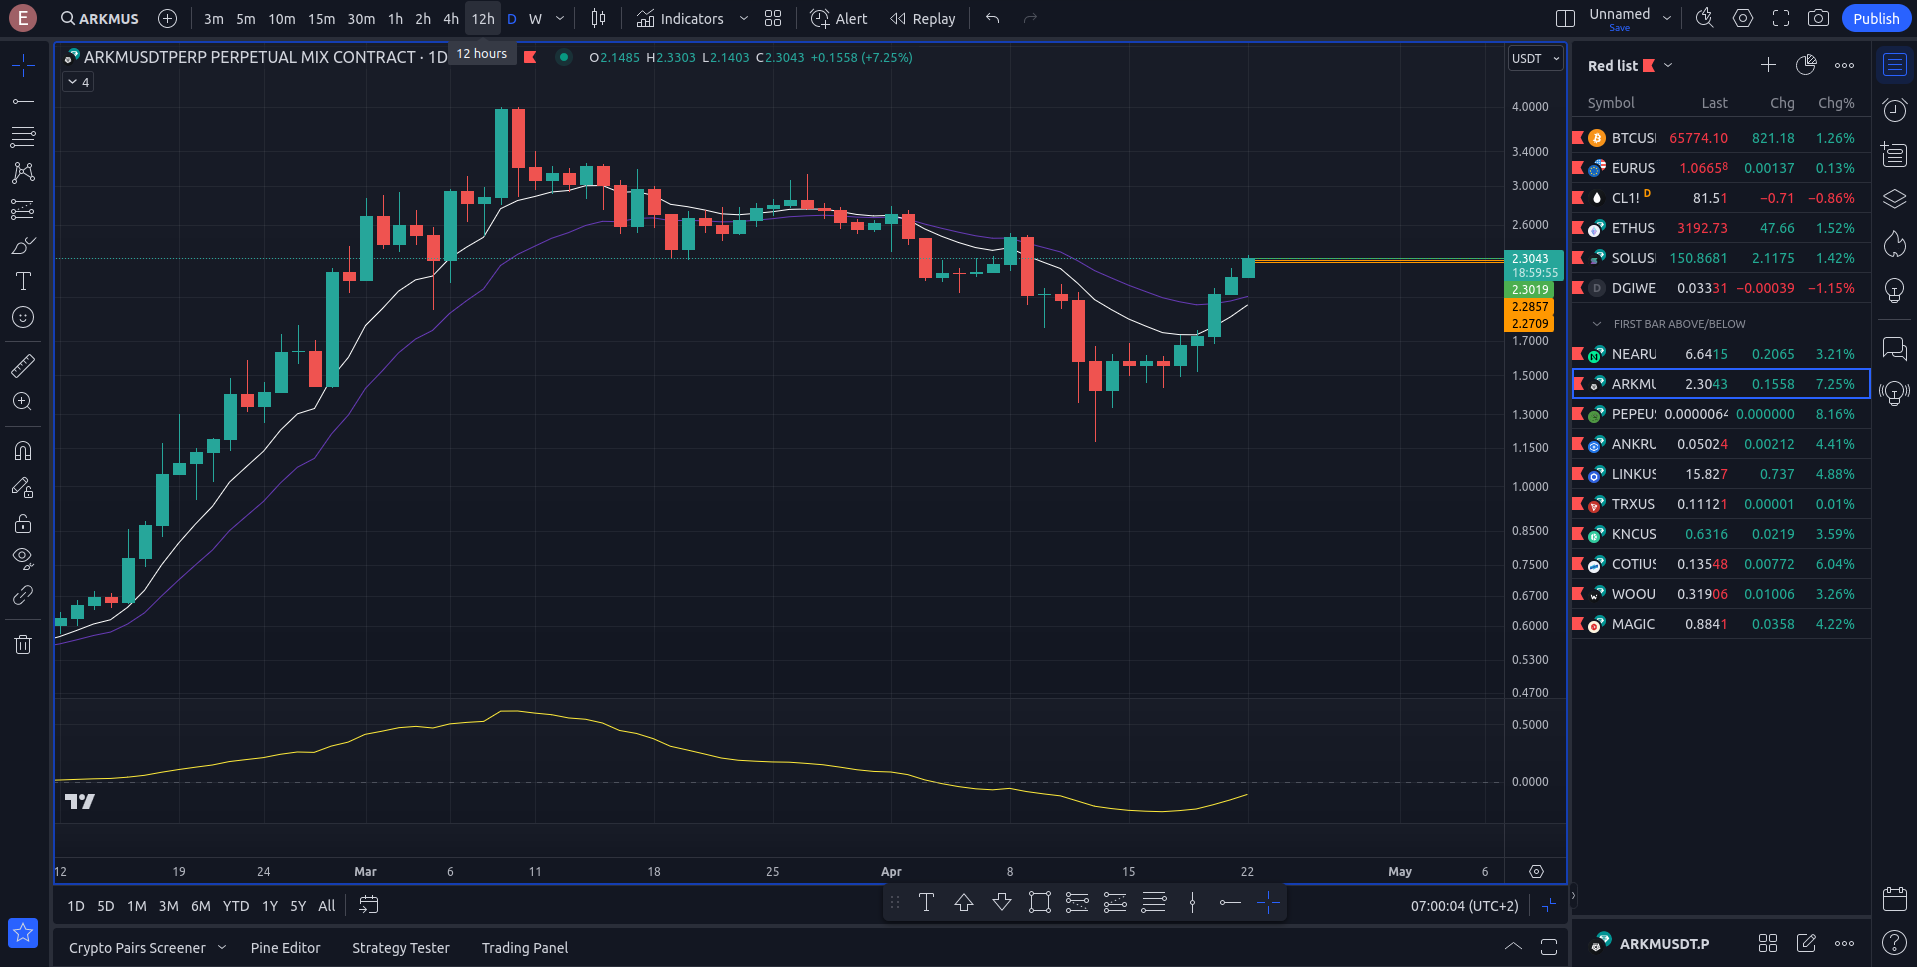 E
ARKMUS
3m 5m 10m 15m 30m 1h 2h 4h 12h D W
Indicators
Alert
Replay
Unnamed
Save
Publish
12 hours
ARKMUSDTPERP PERPETUAL MIX CONTRACT · 1D
O2.1485 H2.3303 L2.1403 C2.3043 +0.1558 (+7.25%)
4
USDT
4.0000
3.4000
3.0000
2.6000
2.3043
18:59:55
2.3019
2.2857
2.2709
1.7000
1.5000
1.3000
1.1500
1.0000
0.8500
0.7500
0.6700
0.6000
0.5300
0.4700
0.5000
0.0000
12 19 24 Mar 6 11 18 25 Apr 8 15 22 May 6
1D 5D 1M 3M 6M YTD 1Y 5Y All
07:00:04 (UTC+2)
Crypto Pairs Screener Pine Editor Strategy Tester Trading Panel
Red list
Symbol Last Chg Chg%
BTCUS 65774.10 821.18 1.26%
EURUS 1.06658 0.00137 0.13%
CL1! D 81.51 −0.71 −0.86%
ETHUS 3192.73 47.66 1.52%
SOLUS 150.8681 2.1175 1.42%
DGIWE 0.03331 −0.00039 −1.15%
FIRST BAR ABOVE/BELOW
NEARU 6.6415 0.2065 3.21%
ARKMU 2.3043 0.1558 7.25%
PEPEUS 0.0000064 0.000000 8.16%
ANKRU 0.05024 0.00212 4.41%
LINKUS 15.827 0.737 4.88%
TRXUS 0.11121 0.00001 0.01%
KNCUS 0.6316 0.0219 3.59%
COTIUS 0.13548 0.00772 6.04%
WOOU 0.31906 0.01006 3.26%
MAGIC 0.8841 0.0358 4.22%
ARKMUSDT.P